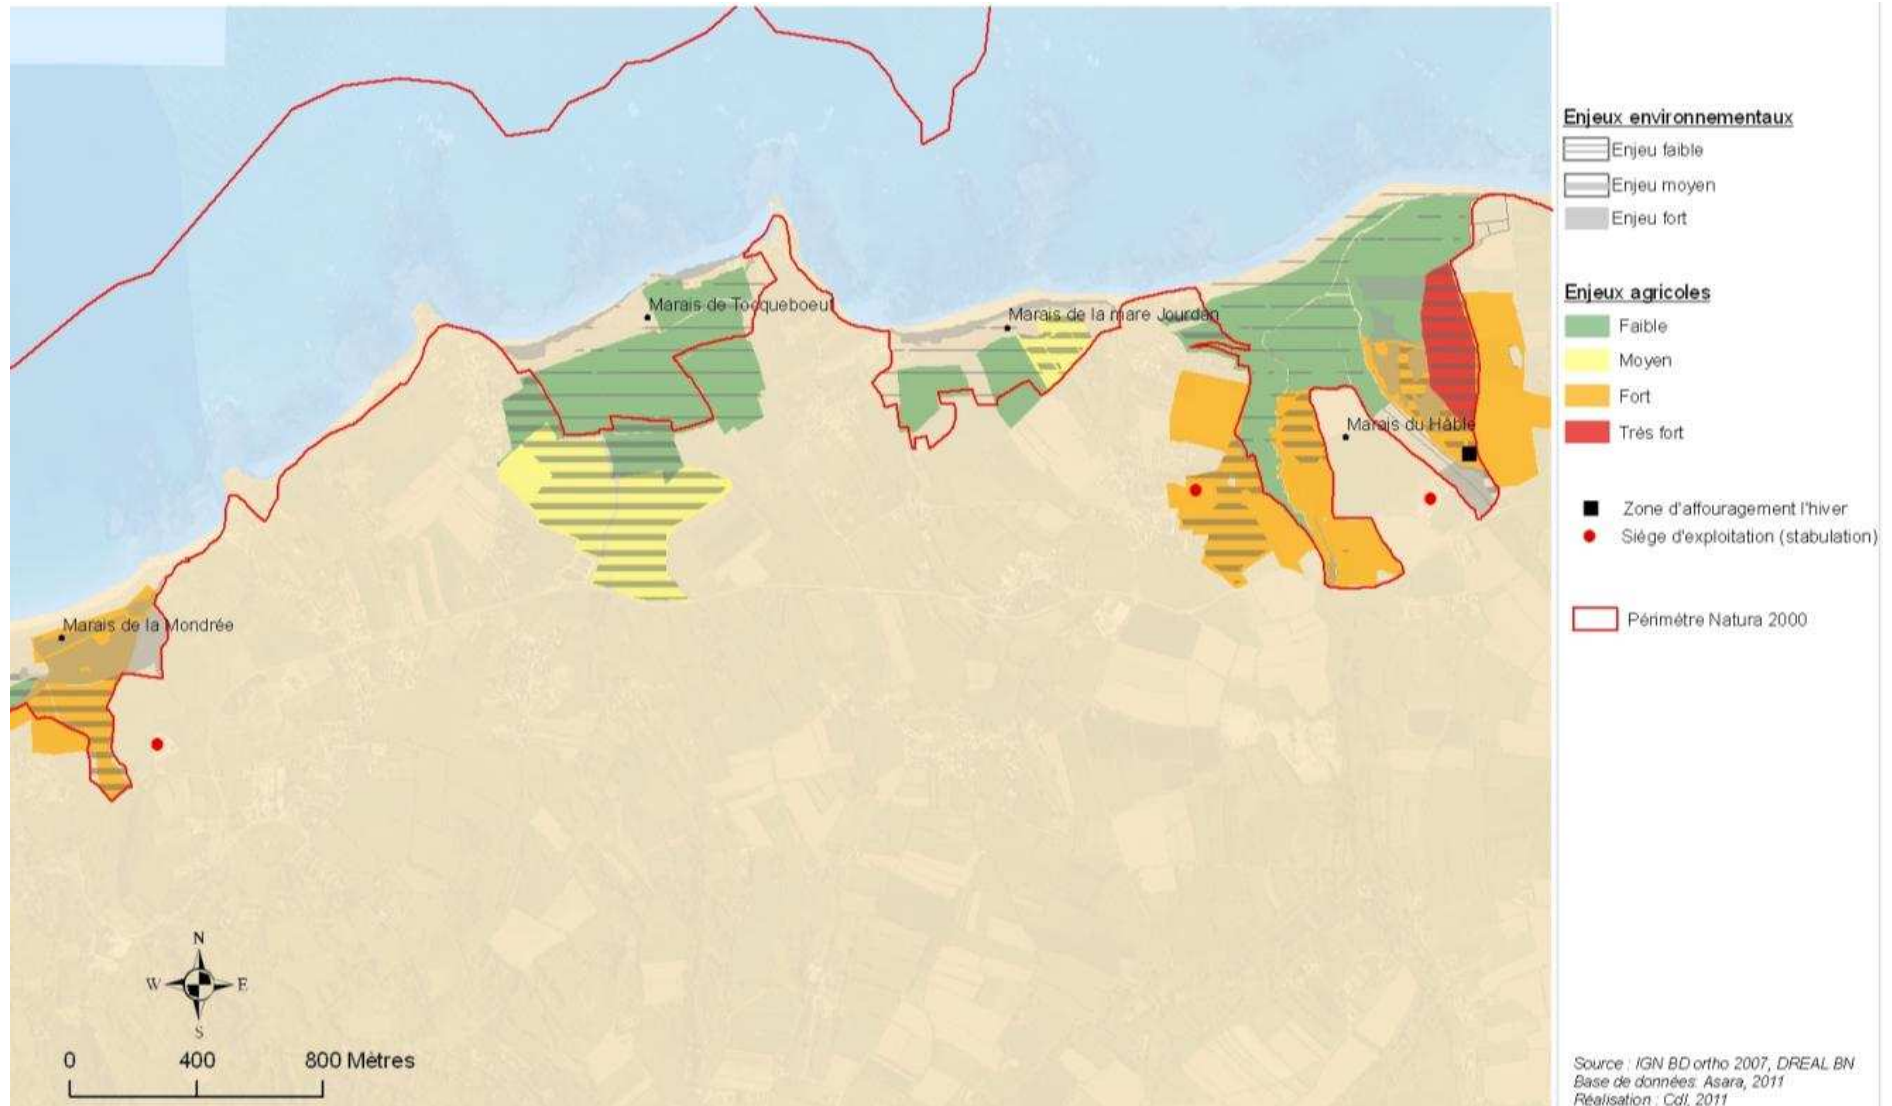 Marais de Tocqueboeuf
Marais de la mare Jourdan
Marais du Hâble
Marais de la Mondrée
N
W E
S
0 400 800 Mètres
Enjeux environnementaux
Enjeu faible
Enjeu moyen
Enjeu fort
Enjeux agricoles
Faible
Moyen
Fort
Très fort
Zone d'affouragement l'hiver
Siège d'exploitation (stabulation)
Périmètre Natura 2000
Source : IGN BD ortho 2007, DREAL BN
Base de données: Asara, 2011
Réalisation : Cdl, 2011